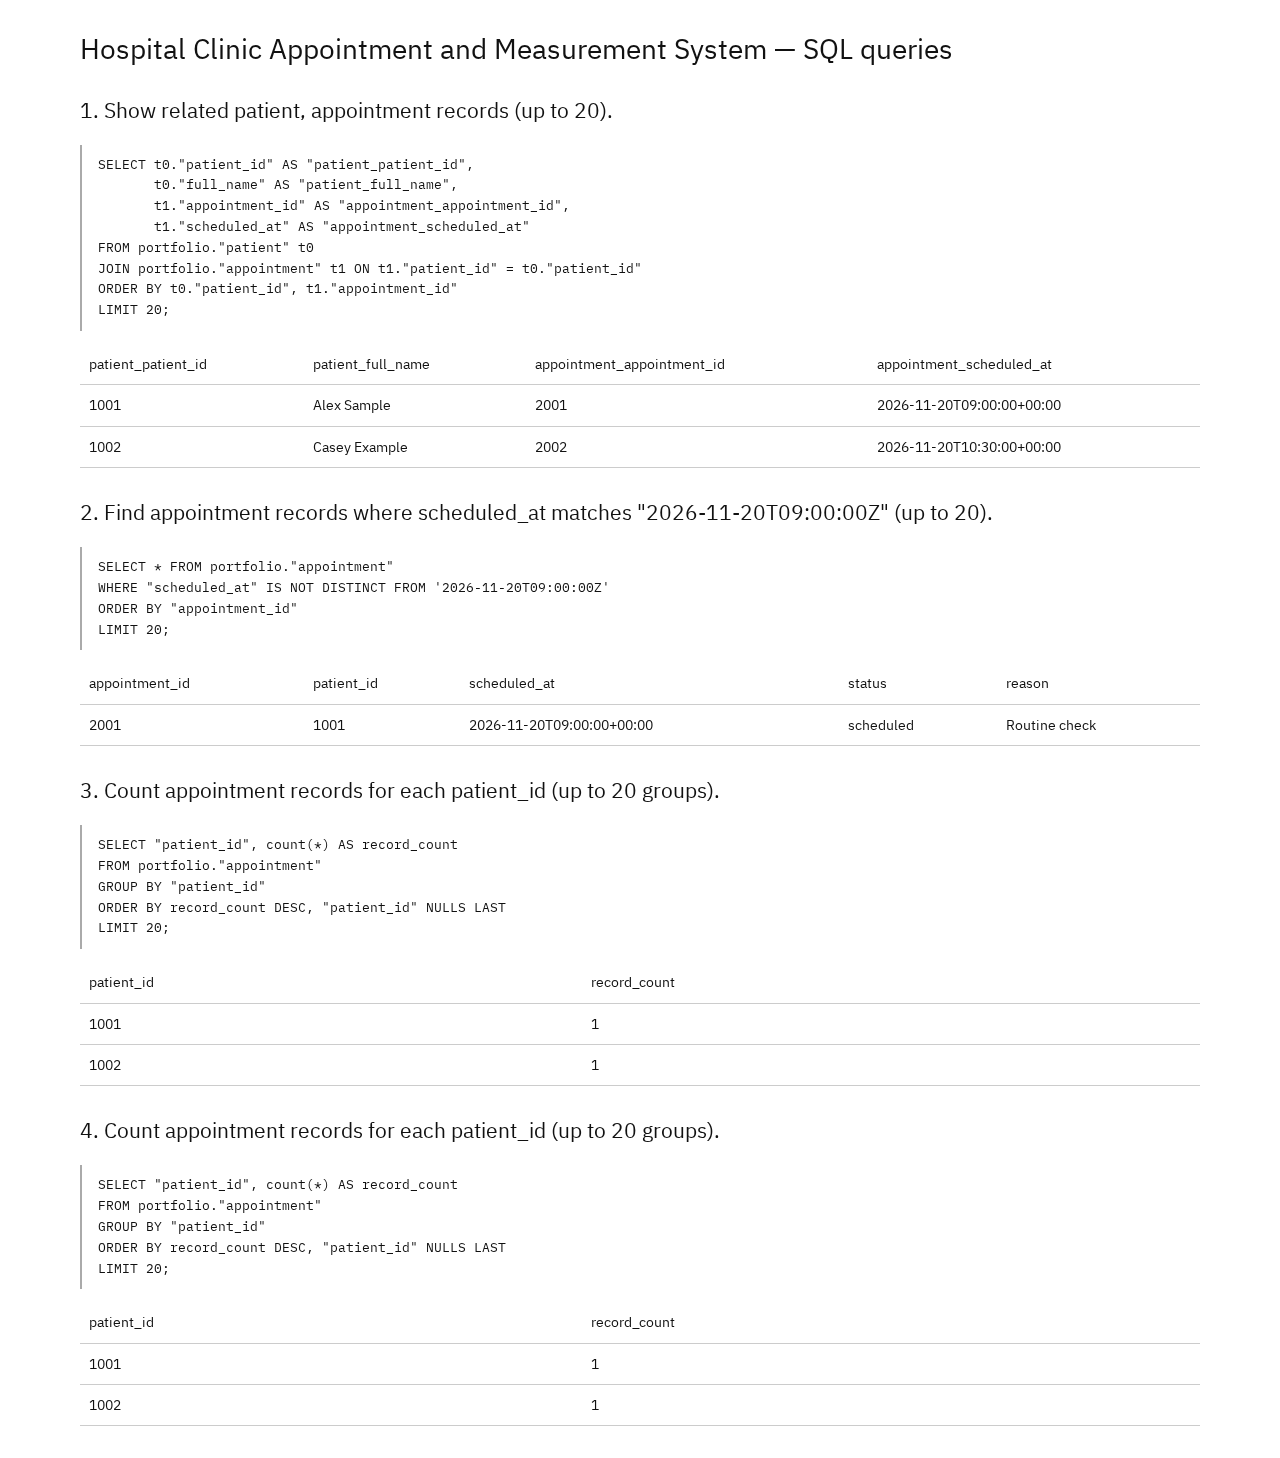 Hospital Clinic Appointment and Measurement System — SQL queries
1. Show related patient, appointment records (up to 20).
SELECT t0."patient_id" AS "patient_patient_id",
       t0."full_name" AS "patient_full_name",
       t1."appointment_id" AS "appointment_appointment_id",
       t1."scheduled_at" AS "appointment_scheduled_at"
FROM portfolio."patient" t0
JOIN portfolio."appointment" t1 ON t1."patient_id" = t0."patient_id"
ORDER BY t0."patient_id", t1."appointment_id"
LIMIT 20;
patient_patient_id patient_full_name appointment_appointment_id appointment_scheduled_at
1001 Alex Sample 2001 2026-11-20T09:00:00+00:00
1002 Casey Example 2002 2026-11-20T10:30:00+00:00
2. Find appointment records where scheduled_at matches "2026-11-20T09:00:00Z" (up to 20).
SELECT * FROM portfolio."appointment"
WHERE "scheduled_at" IS NOT DISTINCT FROM '2026-11-20T09:00:00Z'
ORDER BY "appointment_id"
LIMIT 20;
appointment_id patient_id scheduled_at status reason
2001 1001 2026-11-20T09:00:00+00:00 scheduled Routine check
3. Count appointment records for each patient_id (up to 20 groups).
SELECT "patient_id", count(*) AS record_count
FROM portfolio."appointment"
GROUP BY "patient_id"
ORDER BY record_count DESC, "patient_id" NULLS LAST
LIMIT 20;
patient_id record_count
1001 1
1002 1
4. Count appointment records for each patient_id (up to 20 groups).
SELECT "patient_id", count(*) AS record_count
FROM portfolio."appointment"
GROUP BY "patient_id"
ORDER BY record_count DESC, "patient_id" NULLS LAST
LIMIT 20;
patient_id record_count
1001 1
1002 1